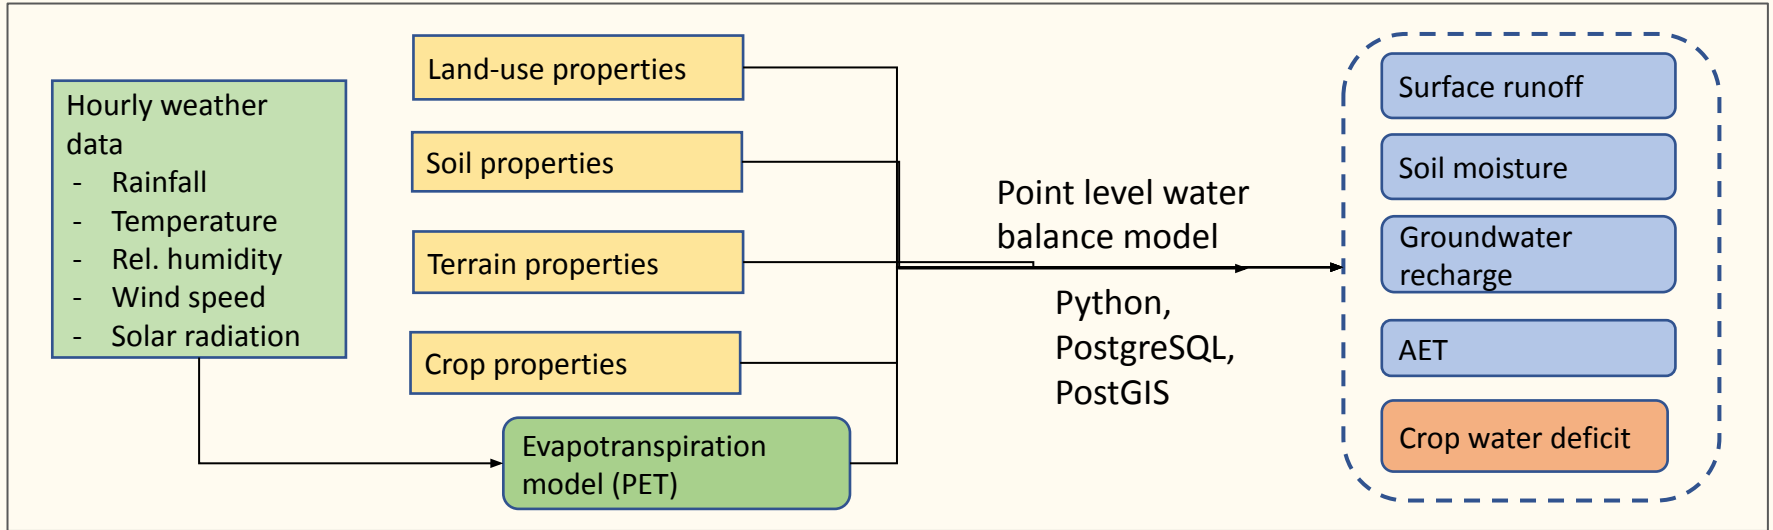 Hourly weather
data
- Rainfall
- Temperature
- Rel. humidity
- Wind speed
- Solar radiation
Land-use properties
Soil properties
Terrain properties
Crop properties
Evapotranspiration
model (PET)
Point level water
balance model
Python,
PostgreSQL,
PostGIS
Surface runoff
Soil moisture
Groundwater
recharge
AET
Crop water deficit